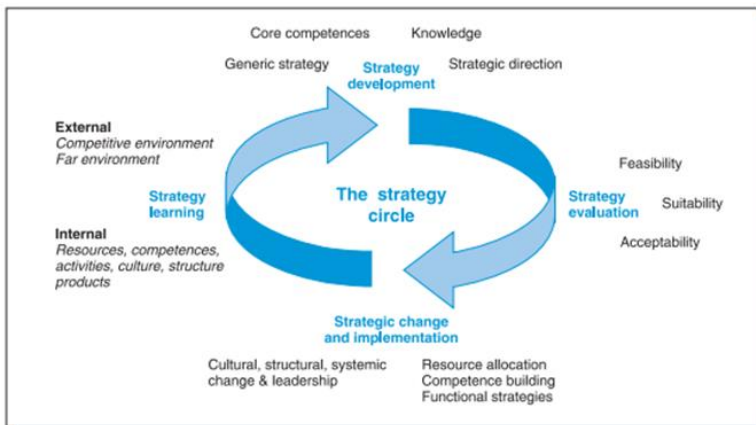 Core competences
Knowledge
Generic strategy
Strategy
development
Strategic direction
External
Competitive environment
Far environment
Strategy
learning
The strategy
circle
Feasibility
Strategy
evaluation
Suitability
Acceptability
Internal
Resources, competences,
activities, culture, structure
products
Strategic change
and implementation
Cultural, structural, systemic
change & leadership
Resource allocation
Competence building
Functional strategies